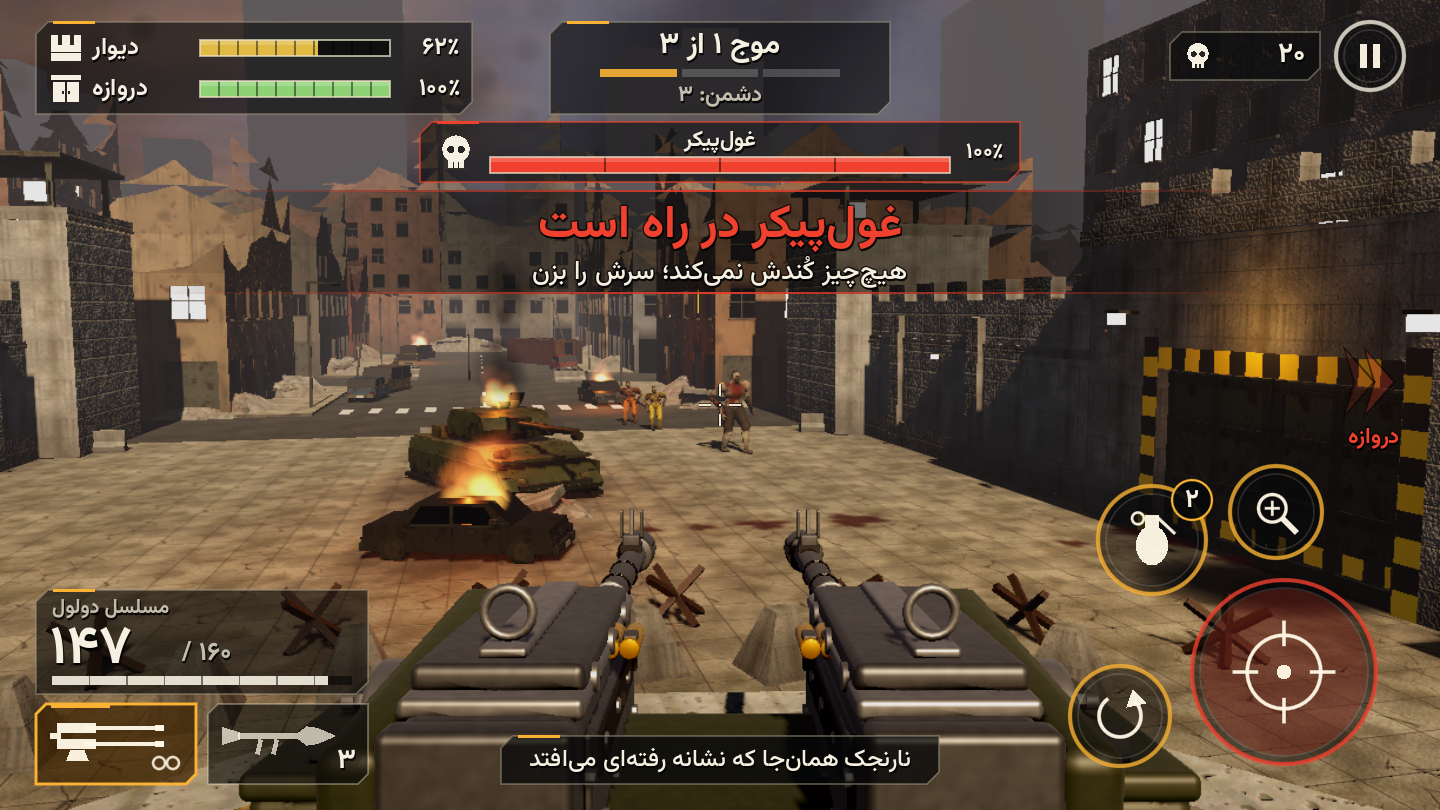 دیوار ۶۲٪
دروازه ۱۰۰٪
موج ۱ از ۳
دشمن: ۳
۲۰
غول‌پیکر ۱۰۰٪
غول‌پیکر در راه است
هیچ‌چیز کُندش نمی‌کند؛ سرش را بزن
دروازه
۲
مسلسل دولول
۱۴۷ / ۱۶۰
∞
۳
نارنجک همان‌جا که نشانه رفته‌ای می‌افتد